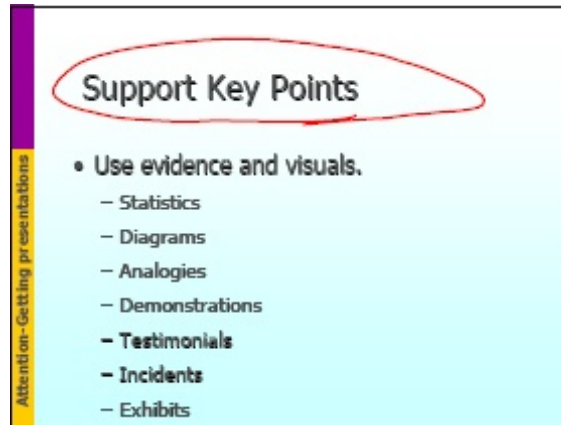 Support Key Points
• Use evidence and visuals.
– Statistics
– Diagrams
– Analogies
– Demonstrations
– Testimonials
– Incidents
– Exhibits
Attention-Getting presentations